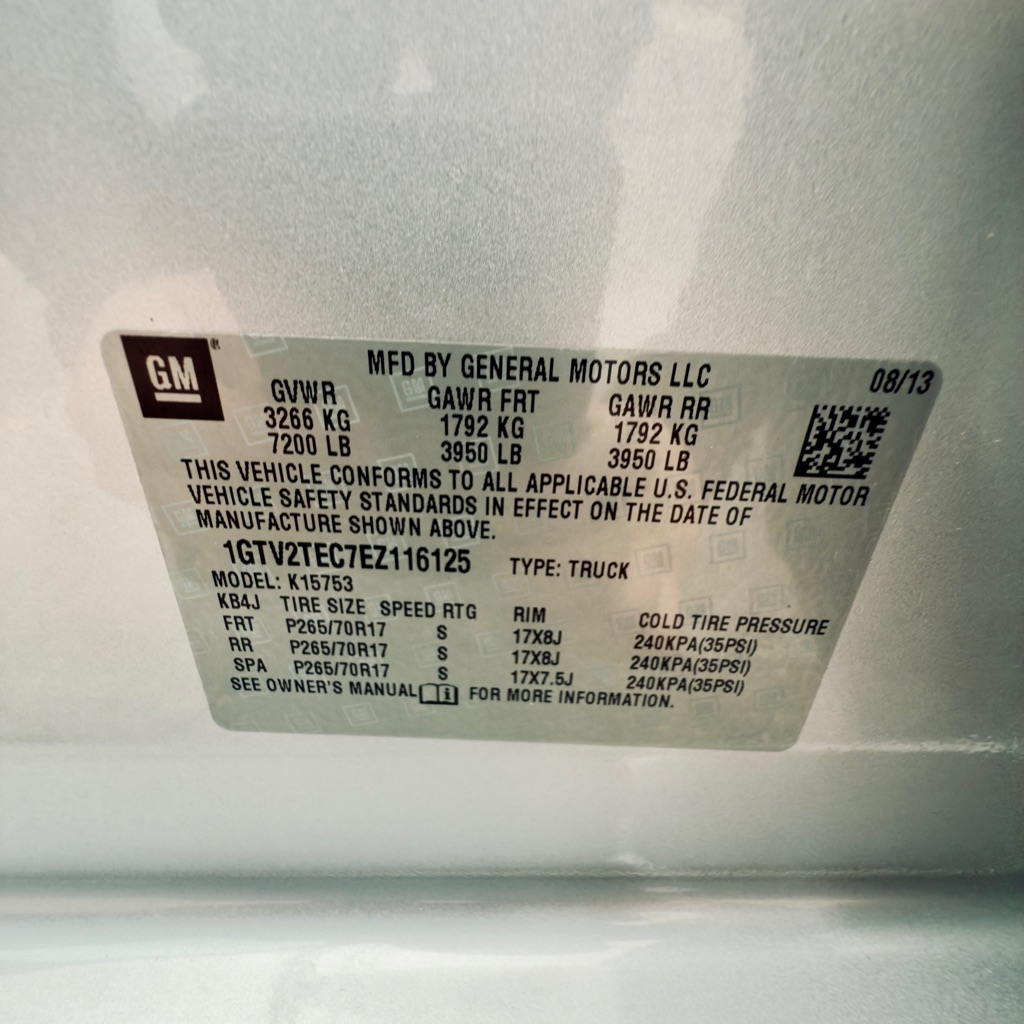 GM
MFD BY GENERAL MOTORS LLC 08/13
GVWR GAWR FRT GAWR RR
3266 KG 1792 KG 1792 KG
7200 LB 3950 LB 3950 LB
THIS VEHICLE CONFORMS TO ALL APPLICABLE U.S. FEDERAL MOTOR
VEHICLE SAFETY STANDARDS IN EFFECT ON THE DATE OF
MANUFACTURE SHOWN ABOVE.
1GTV2TEC7EZ116125 TYPE: TRUCK
MODEL: K15753
KB4J TIRE SIZE SPEED RTG RIM COLD TIRE PRESSURE
FRT P265/70R17 S 17X8J 240KPA(35PSI)
RR P265/70R17 S 17X8J 240KPA(35PSI)
SPA P265/70R17 S 17X7.5J 240KPA(35PSI)
SEE OWNER'S MANUAL FOR MORE INFORMATION.